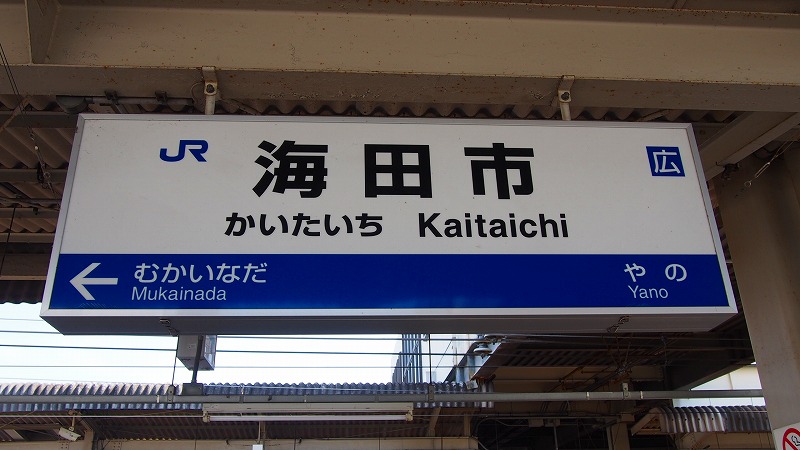 JR 海田市 広
かいたいち Kaitaichi
← むかいなだ やの
Mukainada Yano